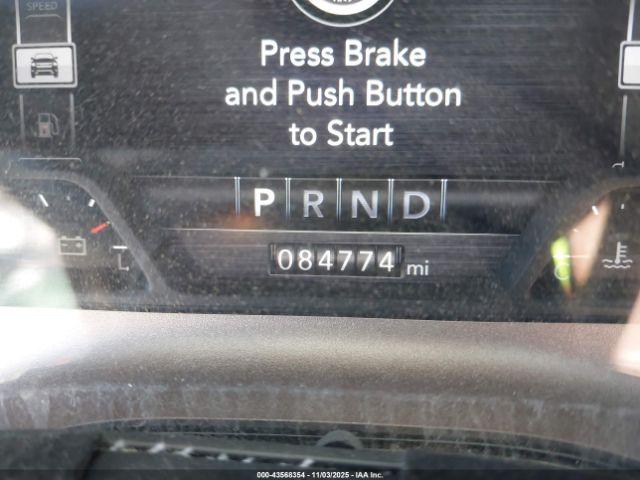 SPEED
Press Brake
and Push Button
to Start
P R N D
084774 mi
L
C
000-43568354 - 11/03/2025 - IAA Inc.